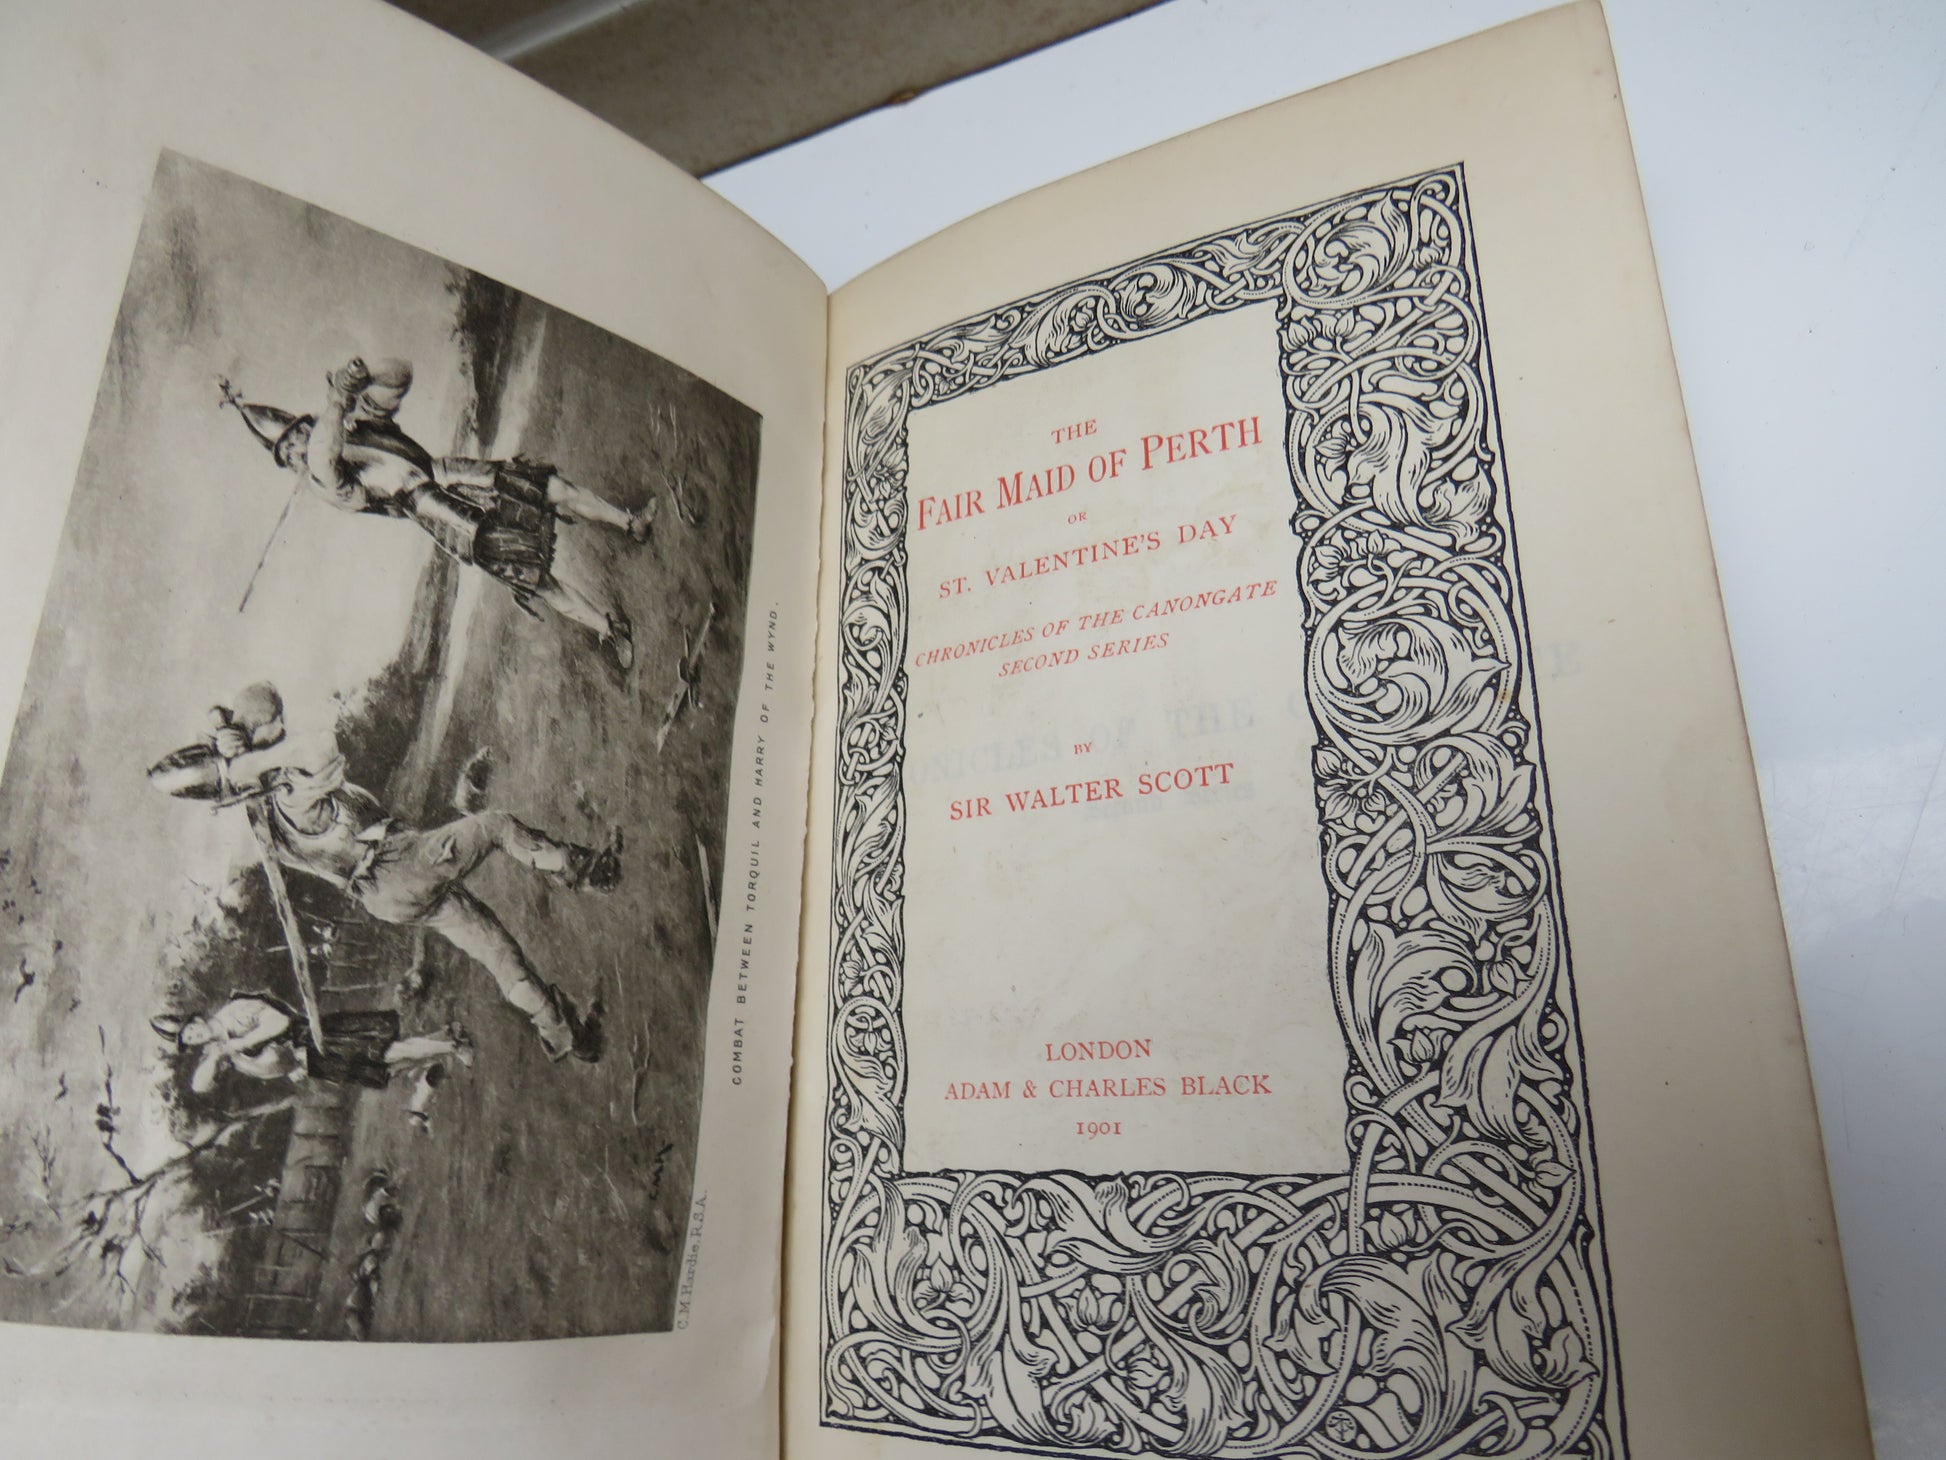 COMBAT BETWEEN TORQUIL AND HARRY OF THE WYND.
C.M.Hardie, R.S.A.
THE
FAIR MAID OF PERTH
OR
ST. VALENTINE'S DAY
CHRONICLES OF THE CANONGATE
SECOND SERIES
BY
SIR WALTER SCOTT
LONDON
ADAM & CHARLES BLACK
1901